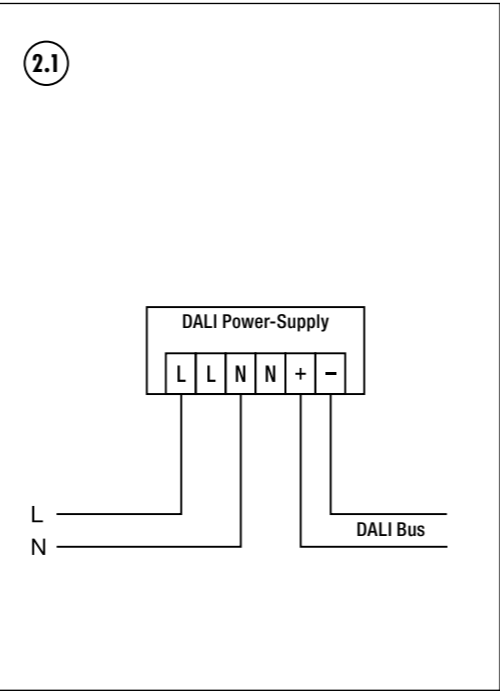 2.1
DALI Power-Supply
L L N N + −
L
N
DALI Bus